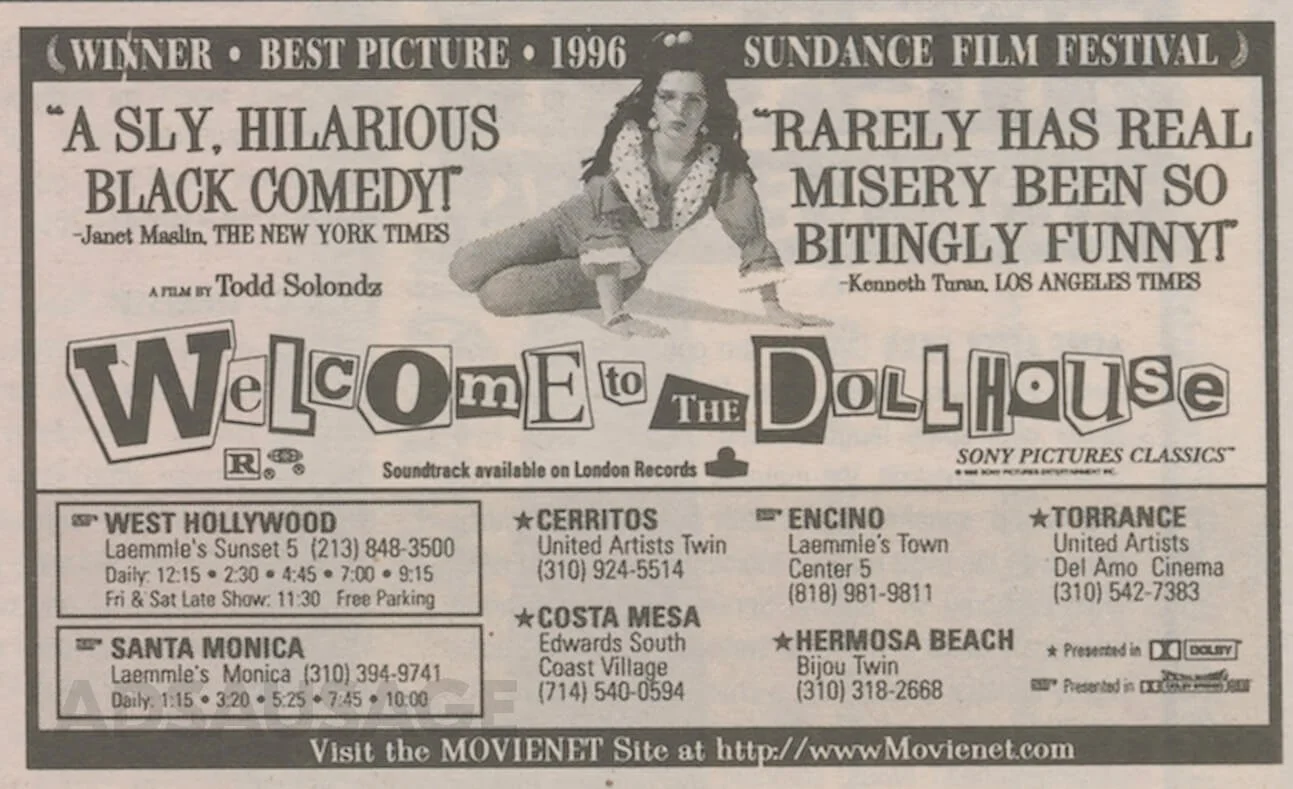 WINNER • BEST PICTURE • 1996 SUNDANCE FILM FESTIVAL
"A SLY, HILARIOUS
BLACK COMEDY!"
-Janet Maslin, THE NEW YORK TIMES
"RARELY HAS REAL
MISERY BEEN SO
BITINGLY FUNNY!"
-Kenneth Turan, LOS ANGELES TIMES
A FILM BY Todd Solondz
WeLcOmE to THE DOLLHOUSe
R
Soundtrack available on London Records
SONY PICTURES CLASSICS™
WEST HOLLYWOOD
Laemmle's Sunset 5 (213) 848-3500
Daily: 12:15 • 2:30 • 4:45 • 7:00 • 9:15
Fri & Sat Late Show: 11:30 Free Parking
SANTA MONICA
Laemmle's Monica (310) 394-9741
Daily: 1:15 • 3:20 • 5:25 • 7:45 • 10:00
★CERRITOS
United Artists Twin
(310) 924-5514
★COSTA MESA
Edwards South
Coast Village
(714) 540-0594
ENCINO
Laemmle's Town
Center 5
(818) 981-9811
★HERMOSA BEACH
Bijou Twin
(310) 318-2668
★TORRANCE
United Artists
Del Amo Cinema
(310) 542-7383
★ Presented in DOLBY
Presented in
ADSAUSAGE
Visit the MOVIENET Site at http://wwwMovienet.com